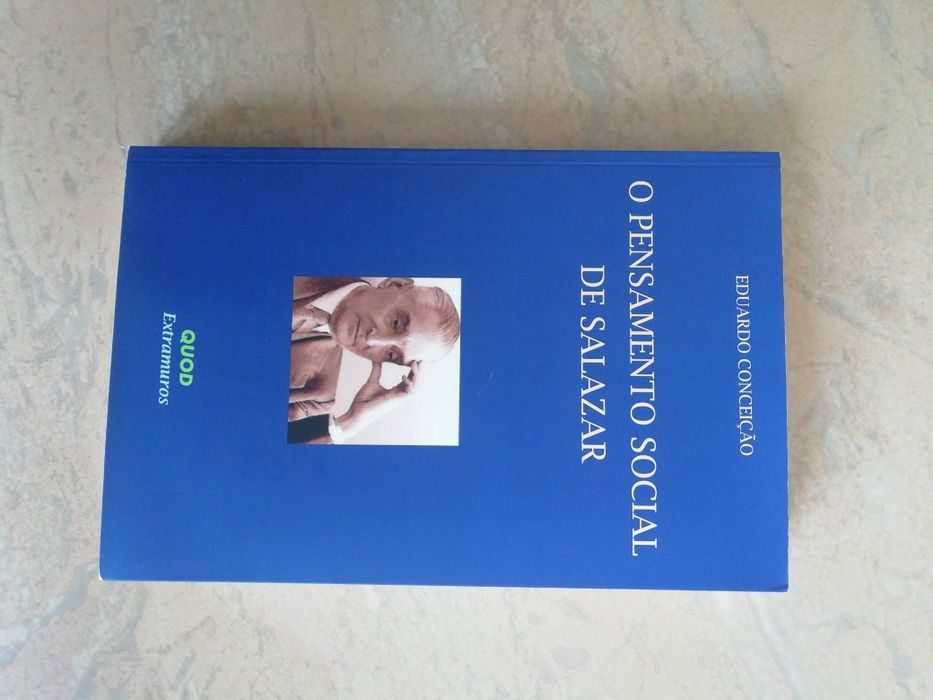 EDUARDO CONCEIÇÃO
O PENSAMENTO SOCIAL
DE SALAZAR
QUOD
Extramuros